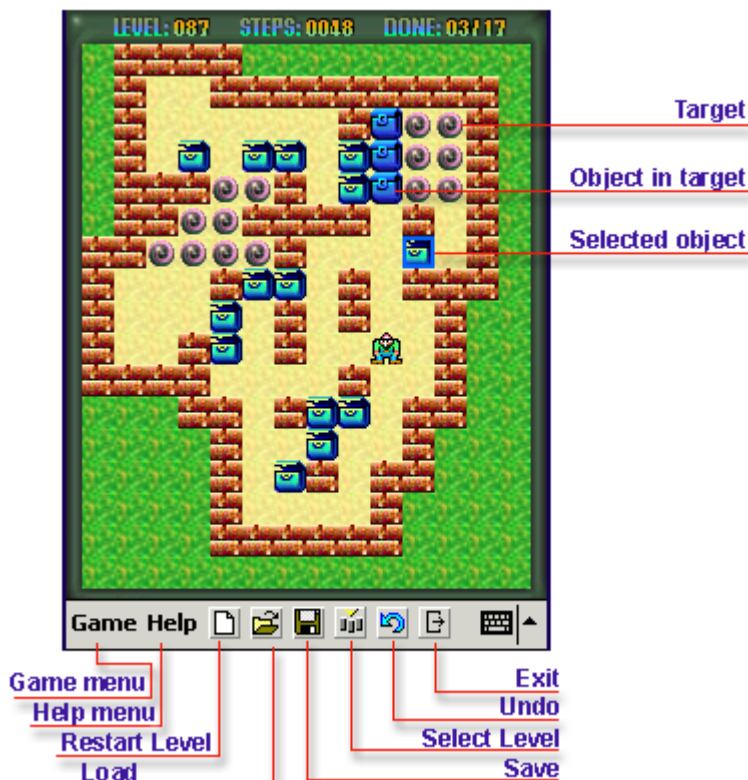 LEVEL: 087 STEPS: 0048 DONE: 03/17
Target
Object in target
Selected object
Game Help
Game menu
Exit
Help menu
Undo
Restart Level
Select Level
Load
Save